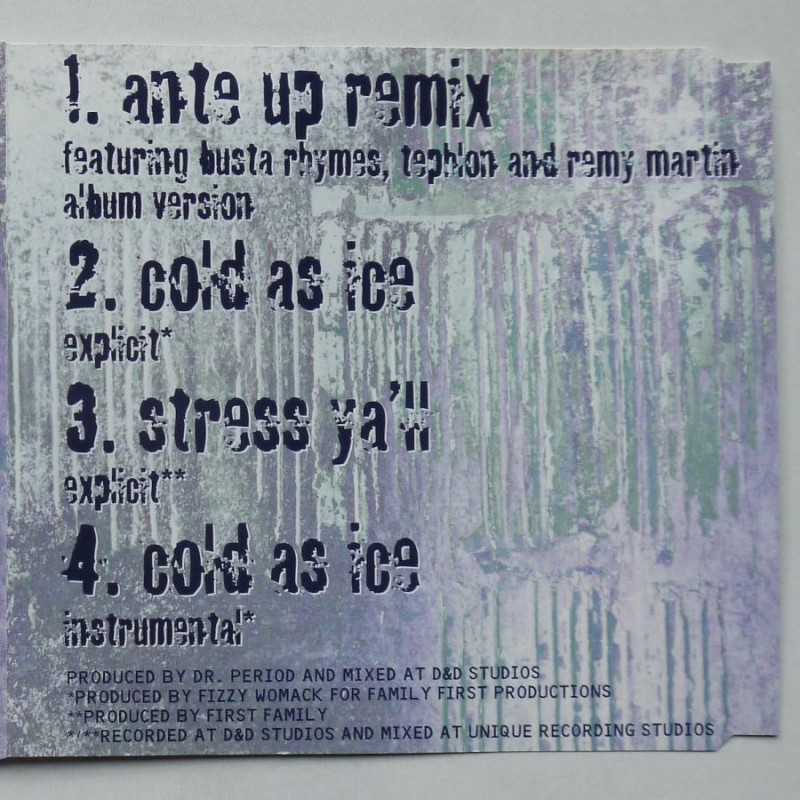 1. ante up remix
featuring busta rhymes, tephlon and remy martin
album version
2. cold as ice
explicit*
3. stress ya'll
explicit**
4. cold as ice
instrumental*
PRODUCED BY DR. PERIOD AND MIXED AT D&D STUDIOS
*PRODUCED BY FIZZY WOMACK FOR FAMILY FIRST PRODUCTIONS
**PRODUCED BY FIRST FAMILY
*/**RECORDED AT D&D STUDIOS AND MIXED AT UNIQUE RECORDING STUDIOS